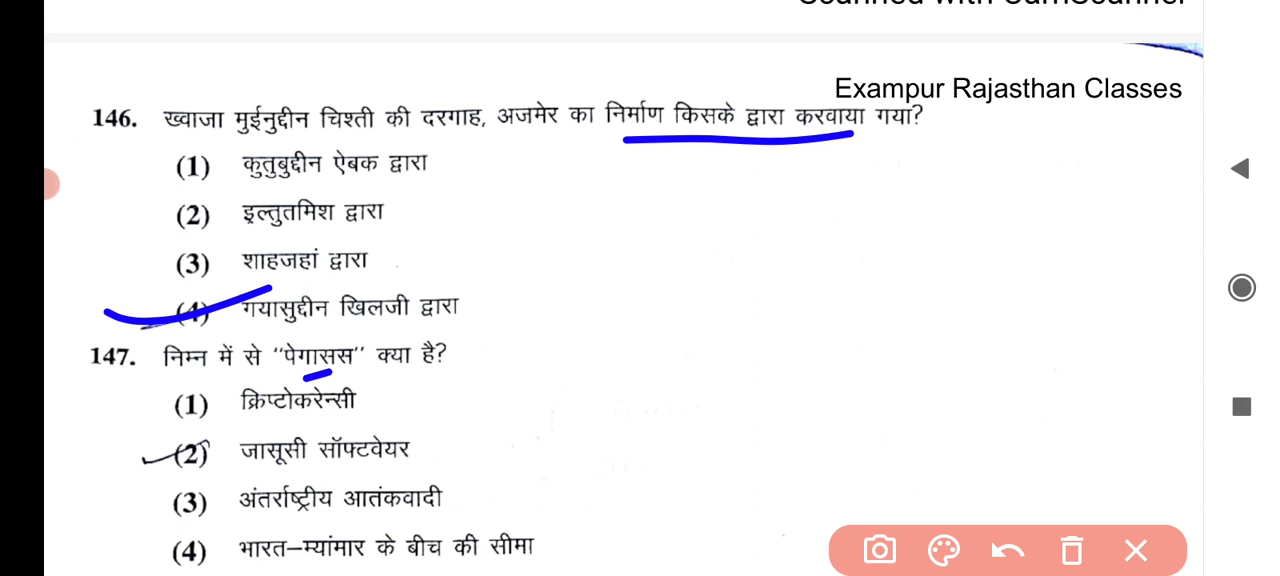 Exampur Rajasthan Classes
146. ख्वाजा मुईनुद्दीन चिश्ती की दरगाह, अजमेर का निर्माण किसके द्वारा करवाया गया?
(1) कुतुबुद्दीन ऐबक द्वारा
(2) इल्तुतमिश द्वारा
(3) शाहजहां द्वारा
(4) गयासुद्दीन खिलजी द्वारा
147. निम्न में से "पेगासस" क्या है?
(1) क्रिप्टोकरेन्सी
(2) जासूसी सॉफ्टवेयर
(3) अंतर्राष्ट्रीय आतंकवादी
(4) भारत–म्यांमार के बीच की सीमा